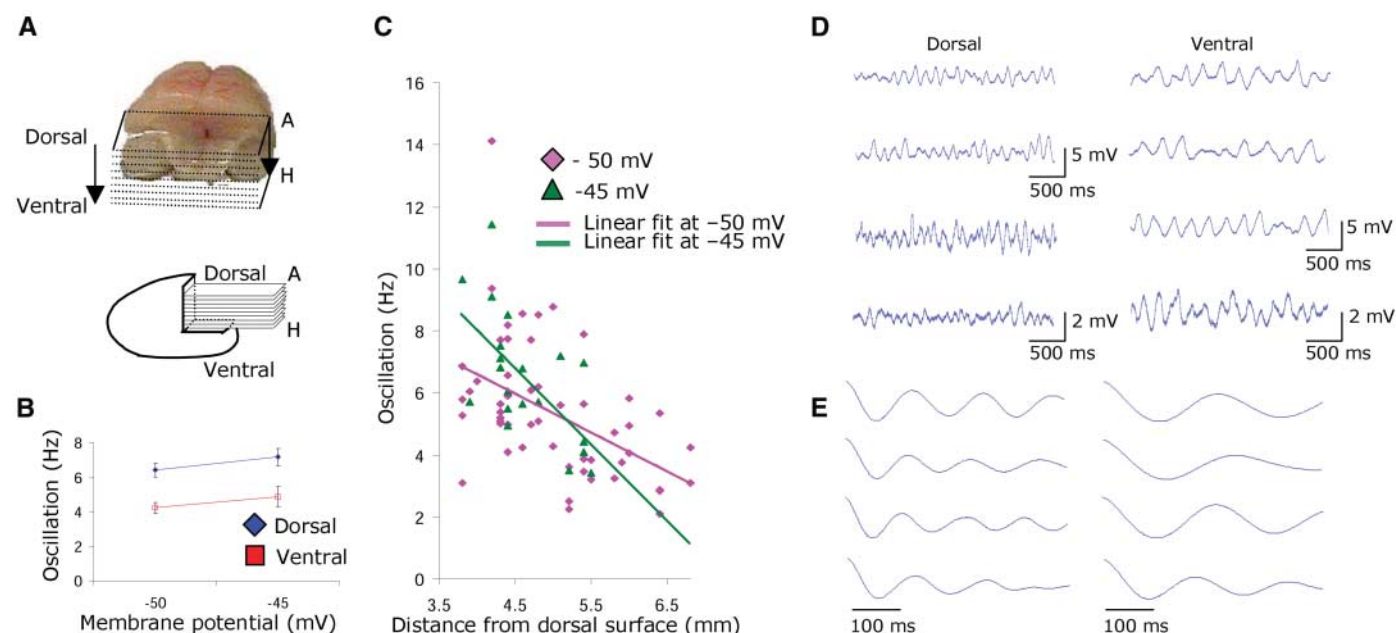 A
Dorsal
Ventral
A
H
Dorsal
A
H
Ventral
B
Oscillation (Hz)
8
6
4
2
0
-50
-45
Membrane potential (mV)
Dorsal
Ventral
C
Oscillation (Hz)
16
14
12
10
8
6
4
2
0
3.5
4.5
5.5
6.5
Distance from dorsal surface (mm)
- 50 mV
-45 mV
Linear fit at –50 mV
Linear fit at –45 mV
D
Dorsal
Ventral
5 mV
500 ms
5 mV
500 ms
2 mV
500 ms
2 mV
500 ms
E
100 ms
100 ms